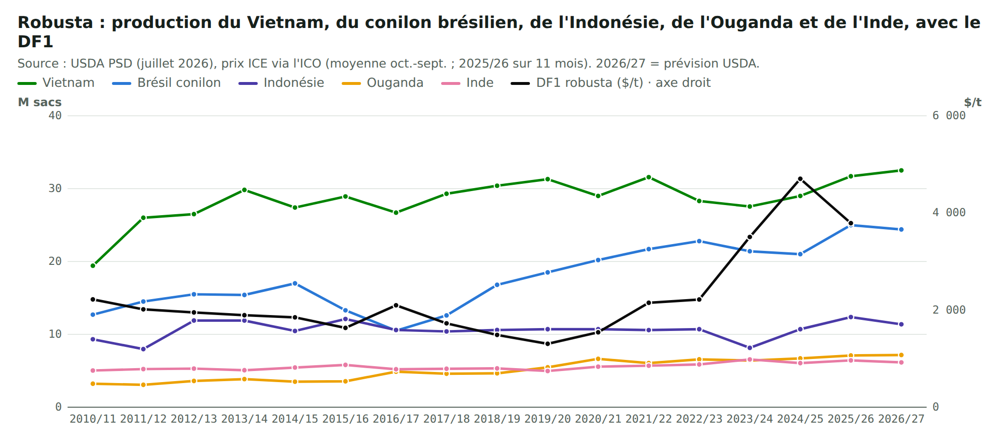 Robusta : production du Vietnam, du conilon brésilien, de l'Indonésie, de l'Ouganda et de l'Inde, avec le
DF1
Source : USDA PSD (juillet 2026), prix ICE via l'ICO (moyenne oct.-sept. ; 2025/26 sur 11 mois). 2026/27 = prévision USDA.
Vietnam Brésil conilon Indonésie Ouganda Inde DF1 robusta ($/t) · axe droit
M sacs $/t
40 6 000
30
4 000
20
2 000
10
0 0
2010/11 2011/12 2012/13 2013/14 2014/15 2015/16 2016/17 2017/18 2018/19 2019/20 2020/21 2021/22 2022/23 2023/24 2024/25 2025/26 2026/27